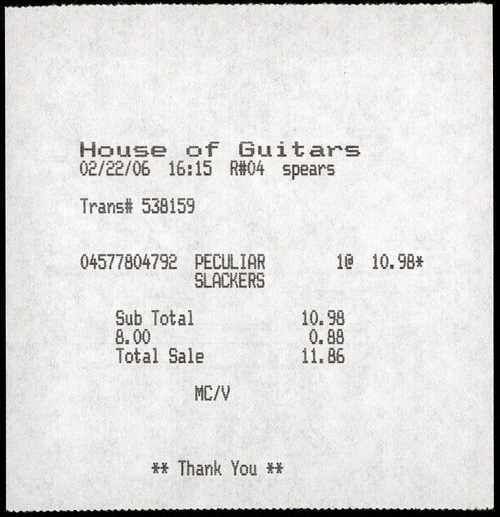 House of Guitars
02/22/06 16:15 R#04 spears
Trans# 538159
04577804792 PECULIAR 1@ 10.98*
SLACKERS
Sub Total 10.98
8.00 0.88
Total Sale 11.86
MC/V
** Thank You **